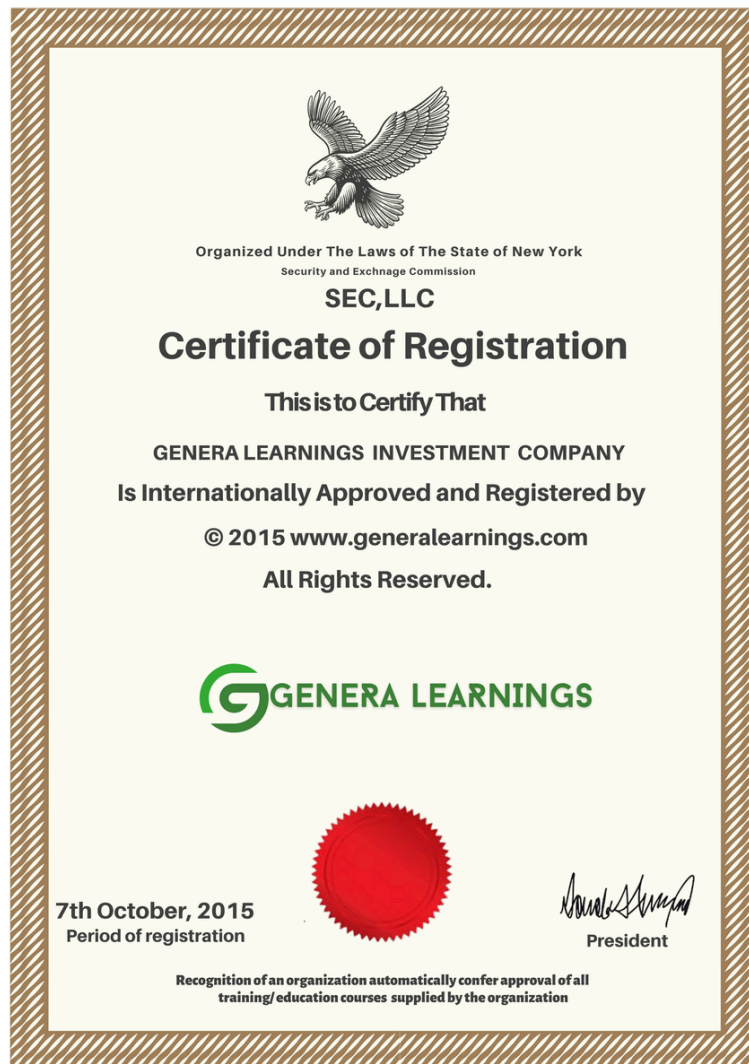 Organized Under The Laws of The State of New York
Security and Exchnage Commission
SEC,LLC
Certificate of Registration
This is to Certify That
GENERA LEARNINGS INVESTMENT COMPANY
Is Internationally Approved and Registered by
© 2015 www.generalearnings.com
All Rights Reserved.
GENERA LEARNINGS
7th October, 2015
Period of registration
President
Recognition of an organization automatically confer approval of all
training/education courses supplied by the organization